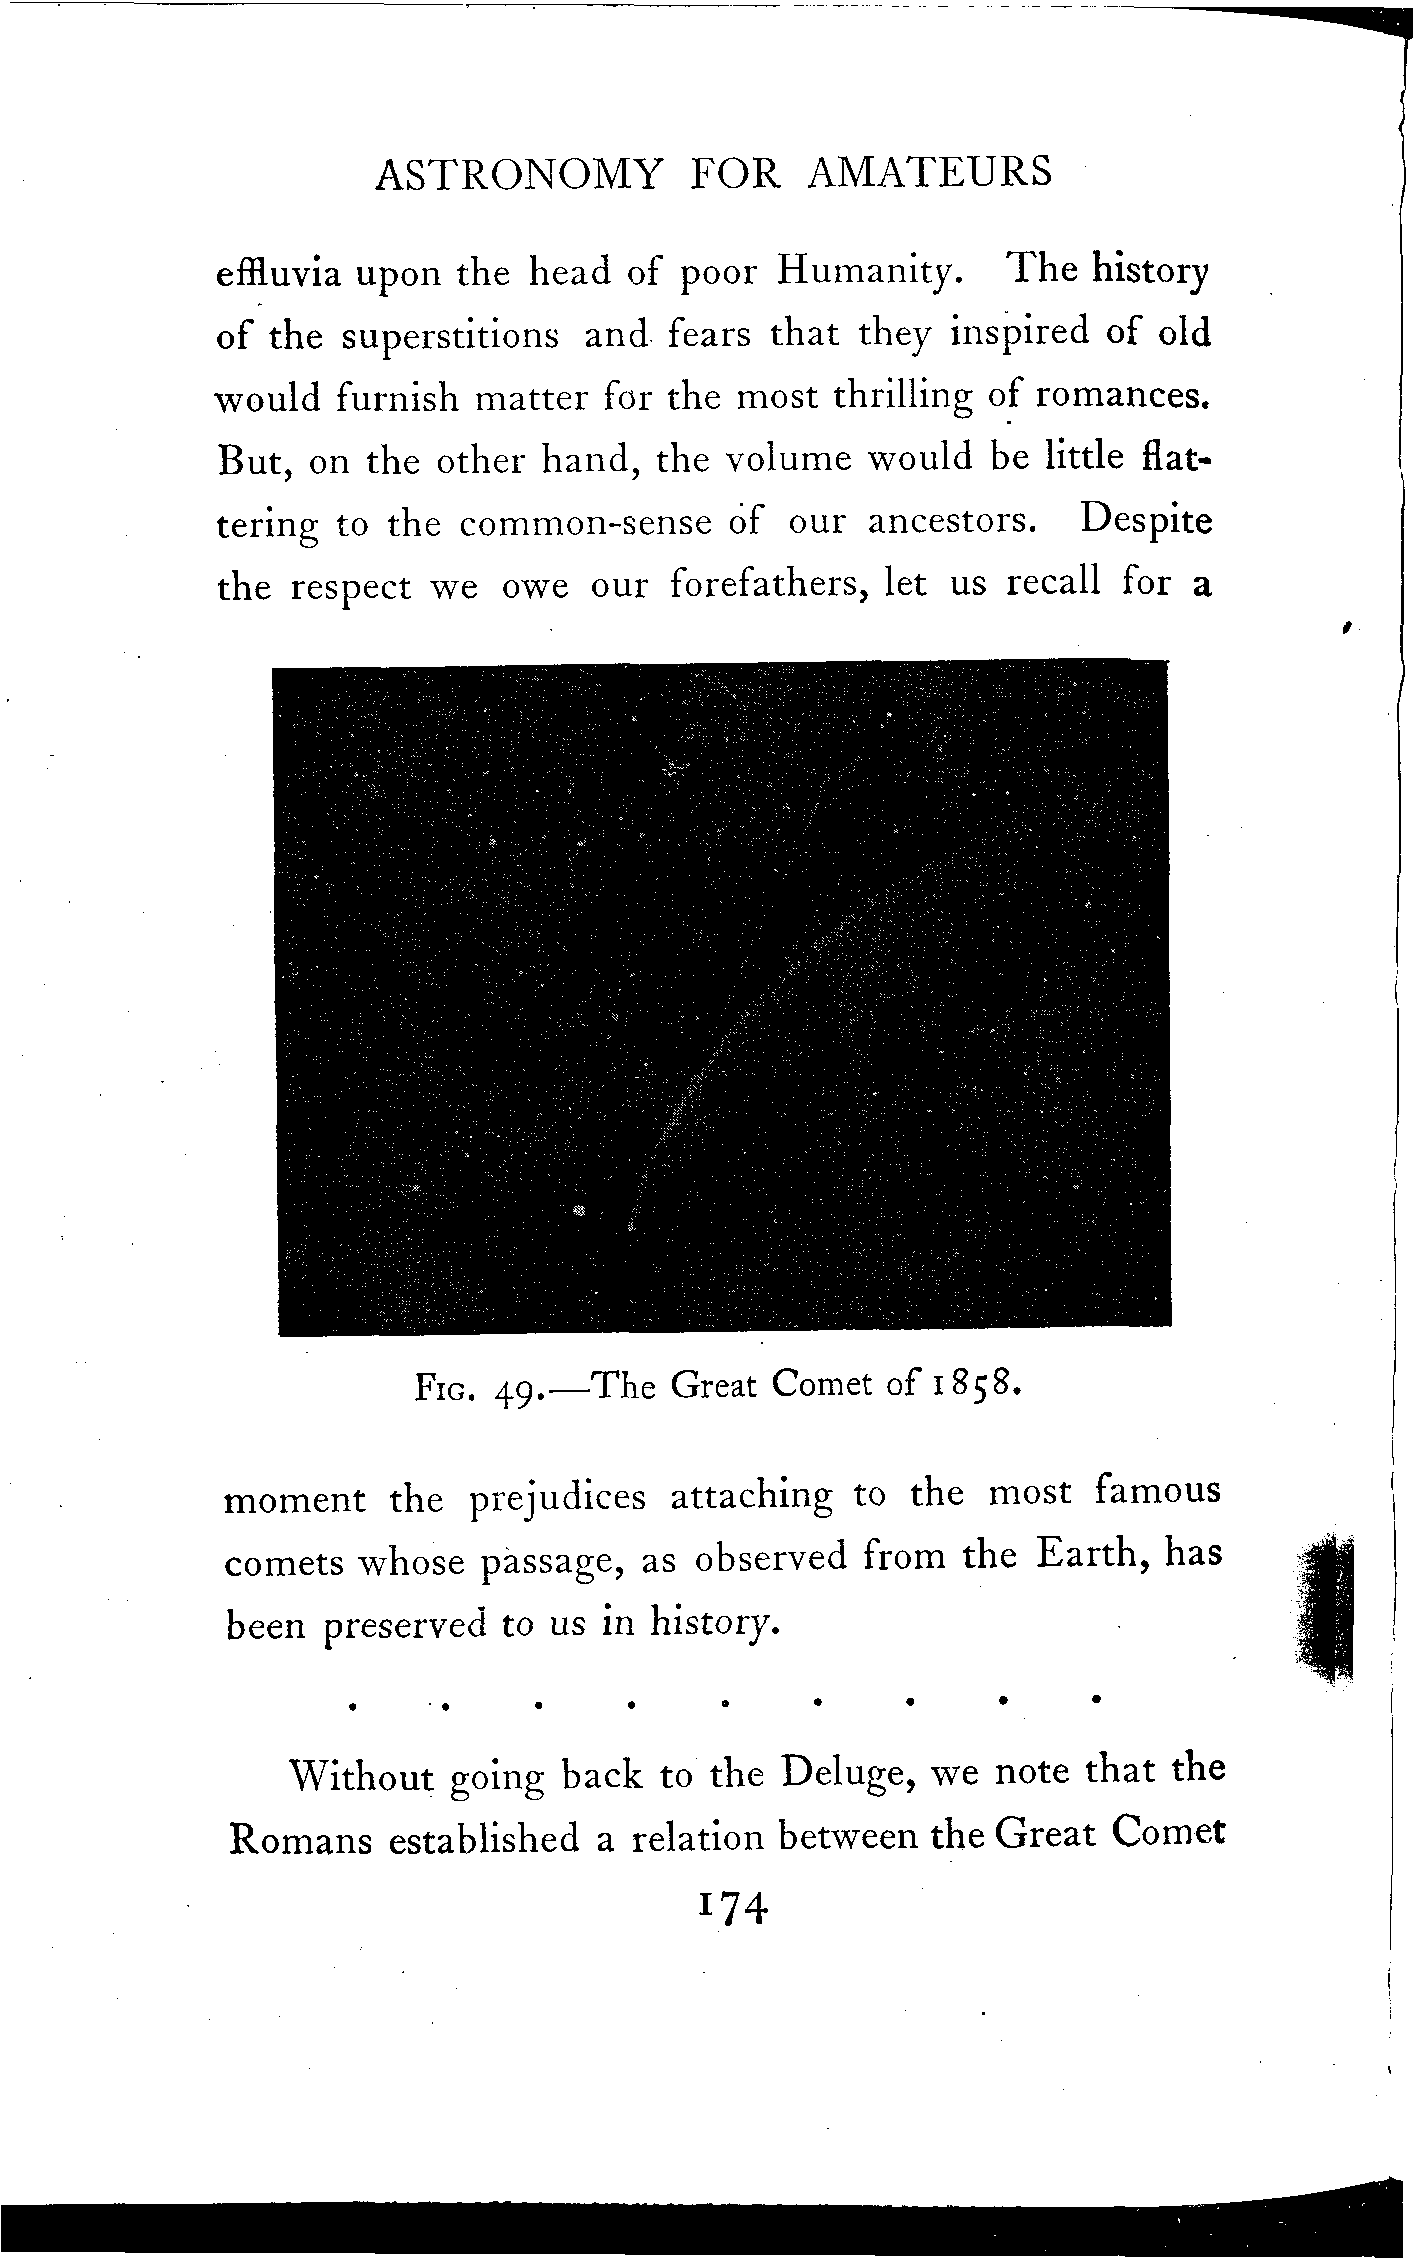 ASTRONOMY FOR AMATEURS
effluvia upon the head of poor Humanity. The history
of the superstitions and fears that they inspired of old
would furnish matter for the most thrilling of romances.
But, on the other hand, the volume would be little flat-
tering to the common-sense of our ancestors. Despite
the respect we owe our forefathers, let us recall for a
FIG. 49.—The Great Comet of 1858.
moment the prejudices attaching to the most famous
comets whose passage, as observed from the Earth, has
been preserved to us in history.
. . . . . . . . .
Without going back to the Deluge, we note that the
Romans established a relation between the Great Comet
174